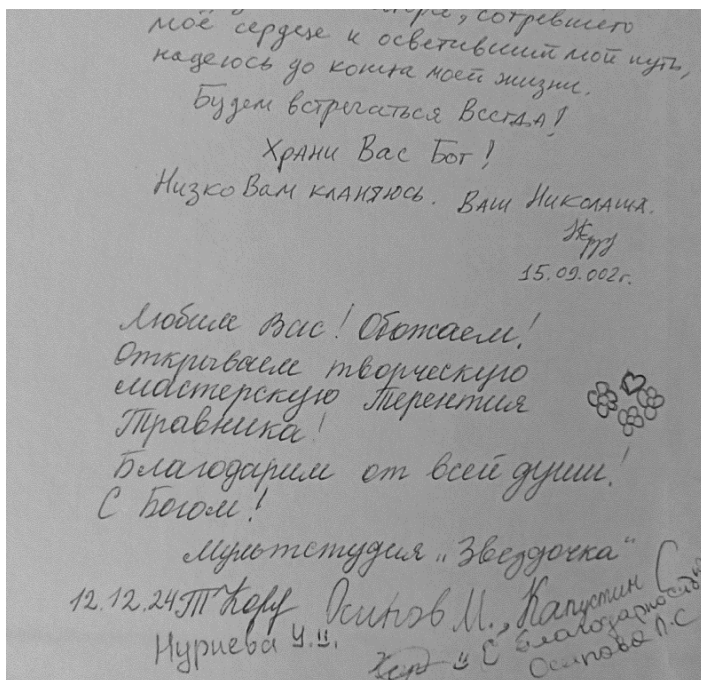 согревшего
моё сердце и осветивший мой путь,
надеюсь до конца моей жизни.
Будем встречаться Всегда!
Храни Вас Бог!
Низко Вам кланяюсь. Ваш Николаша.
15.09.002г.
Любим Вас! Обожаем!
Открываем творческую
мастерскую Терентия
Травника!
Благодарим от всей души!
С Богом!
Мультстудия „Звездочка“
12.12.24 Осипов М., Капустин С
Нуриева Ч.И. С Благодарностью
Осипова Л.С